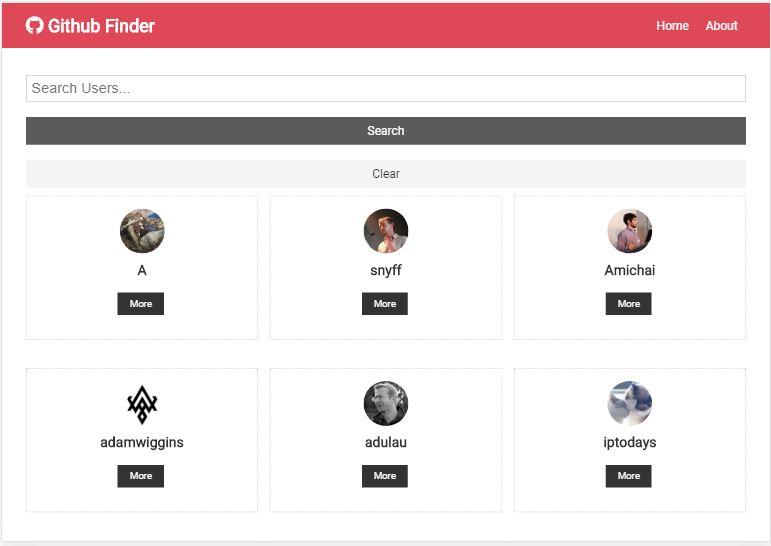 Github Finder Home About
Search Users...
Search
Clear
A snyff Amichai
More More More
adamwiggins adulau iptodays
More More More